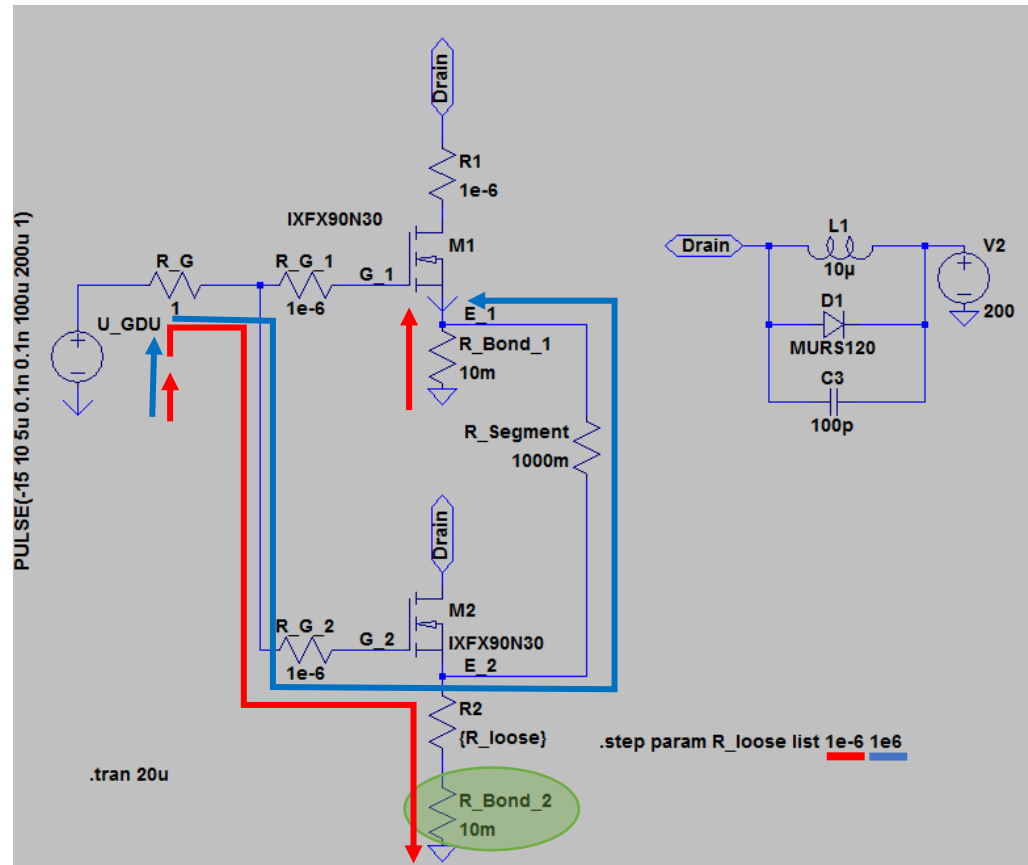 Drain
R1
1e-6
IXFX90N30
M1
R_G
1
R_G_1
1e-6
G_1
U_GDU
PULSE(-15 10 5u 0.1n 0.1n 100u 200u 1)
E_1
R_Bond_1
10m
R_Segment
1000m
Drain
L1
10µ
V2
200
D1
MURS120
C3
100p
Drain
M2
IXFX90N30
R_G_2
1e-6
G_2
E_2
R2
{R_loose}
.step param R_loose list 1e-6 1e6
.tran 20u
R_Bond_2
10m